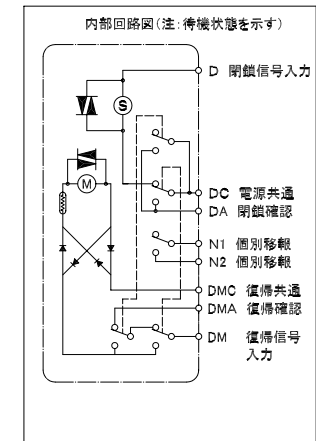 内部回路図(注:待機状態を示す)
D 閉鎖信号入力
S
DC 電源共通
M
DA 閉鎖確認
N1 個別移報
N2 個別移報
DMC 復帰共通
DMA 復帰確認
DM 復帰信号
入力